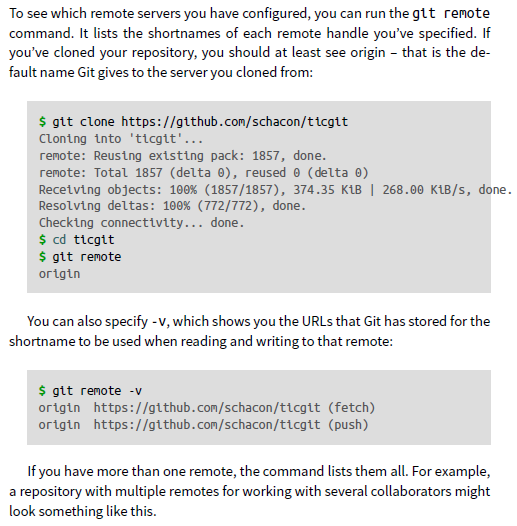 To see which remote servers you have configured, you can run the git remote
command. It lists the shortnames of each remote handle you’ve specified. If
you’ve cloned your repository, you should at least see origin – that is the de-
fault name Git gives to the server you cloned from:
$ git clone https://github.com/schacon/ticgit
Cloning into 'ticgit'...
remote: Reusing existing pack: 1857, done.
remote: Total 1857 (delta 0), reused 0 (delta 0)
Receiving objects: 100% (1857/1857), 374.35 KiB | 268.00 KiB/s, done.
Resolving deltas: 100% (772/772), done.
Checking connectivity... done.
$ cd ticgit
$ git remote
origin
You can also specify -v, which shows you the URLs that Git has stored for the
shortname to be used when reading and writing to that remote:
$ git remote -v
origin  https://github.com/schacon/ticgit (fetch)
origin  https://github.com/schacon/ticgit (push)
If you have more than one remote, the command lists them all. For example,
a repository with multiple remotes for working with several collaborators might
look something like this.